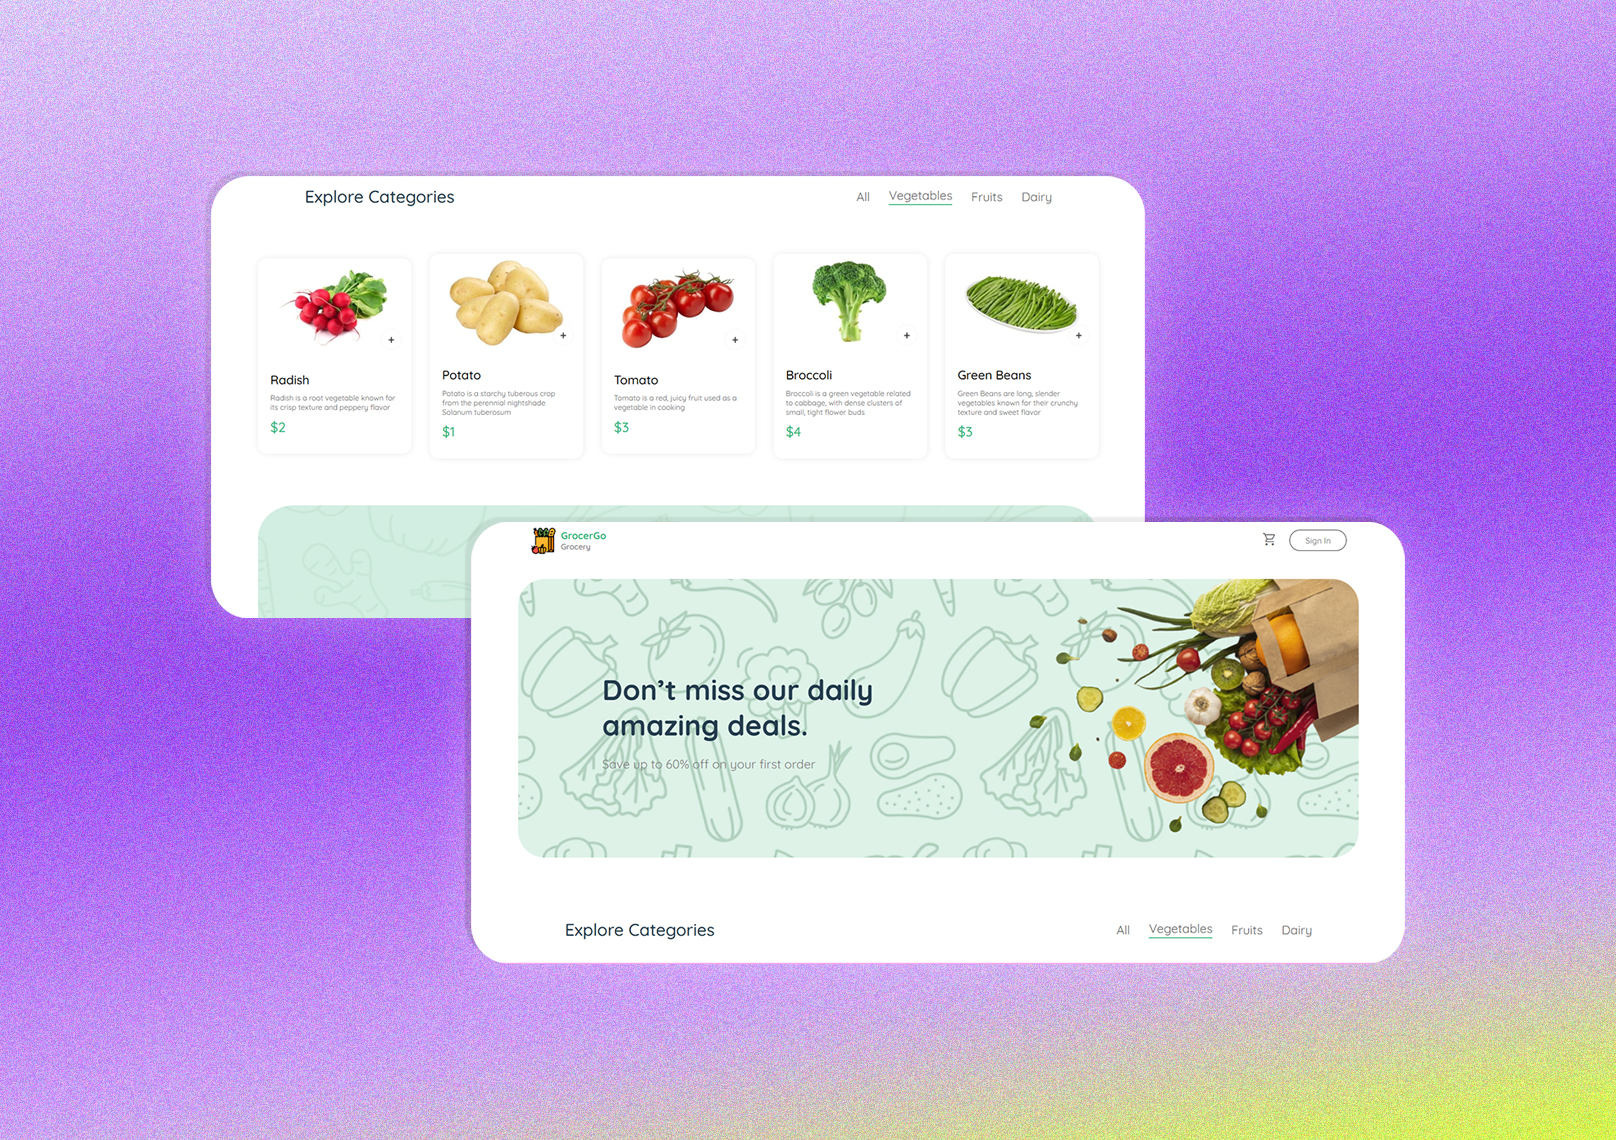 Explore Categories
All Vegetables Fruits Dairy
+
Radish
Radish is a root vegetable known for
its crisp texture and peppery flavor
$2
+
Potato
Potato is a starchy tuberous crop
from the perennial nightshade
Solanum tuberosum
$1
+
Tomato
Tomato is a red, juicy fruit used as a
vegetable in cooking
$3
+
Broccoli
Broccoli is a green vegetable related
to cabbage, with dense clusters of
small, tight flower buds
$4
+
Green Beans
Green Beans are long, slender
vegetables known for their crunchy
texture and sweet flavor
$3
GrocerGo
Grocery
Sign In
Don’t miss our daily
amazing deals.
Save up to 60% off on your first order
Explore Categories
All Vegetables Fruits Dairy